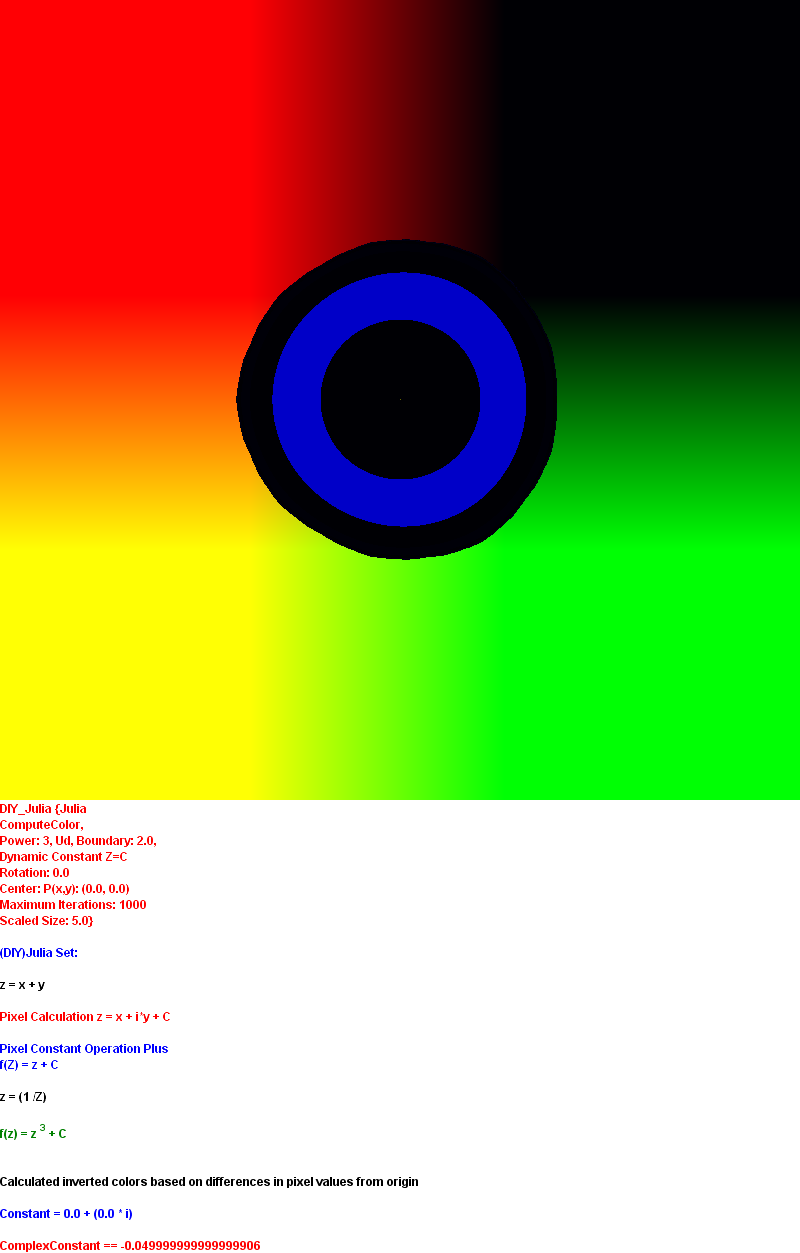 DIY_Julia {Julia
ComputeColor,
Power: 3, Ud, Boundary: 2.0,
Dynamic Constant Z=C
Rotation: 0.0
Center: P(x,y): (0.0, 0.0)
Maximum Iterations: 1000
Scaled Size: 5.0}
(DIY)Julia Set:
z = x + y
Pixel Calculation z = x + i*y + C
Pixel Constant Operation Plus
f(Z) = z + C
z = (1 /Z)
f(z) = z ³ + C
Calculated inverted colors based on differences in pixel values from origin
Constant = 0.0 + (0.0 * i)
ComplexConstant == -0.049999999999999906